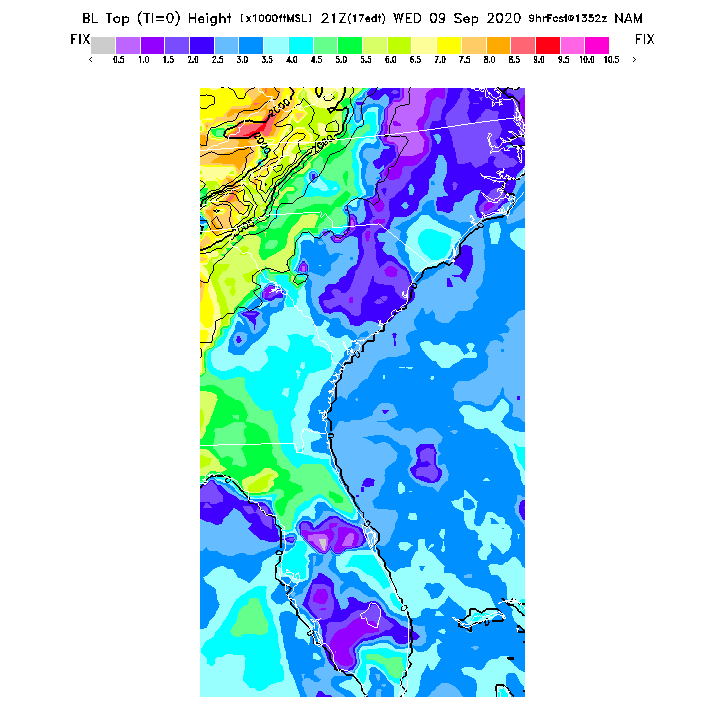 BL Top (TI=0) Height [x1000ftMSL] 21Z(17edt) WED 09 Sep 2020 9hrFcst@1352z NAM
FIX FIX
< 0.5 1.0 1.5 2.0 2.5 3.0 3.5 4.0 4.5 5.0 5.5 6.0 6.5 7.0 7.5 8.0 8.5 9.0 9.5 10.0 10.5 >
2000
2000
2000